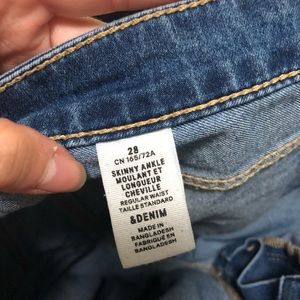 28
CN 165/72A
SKINNY ANKLE
MOULANT ET
LONGUEUR
CHEVILLE
REGULAR WAIST
TAILLE STANDARD
&DENIM
MADE IN
BANGLADESH
FABRIQUÉ EN
BANGLADESH